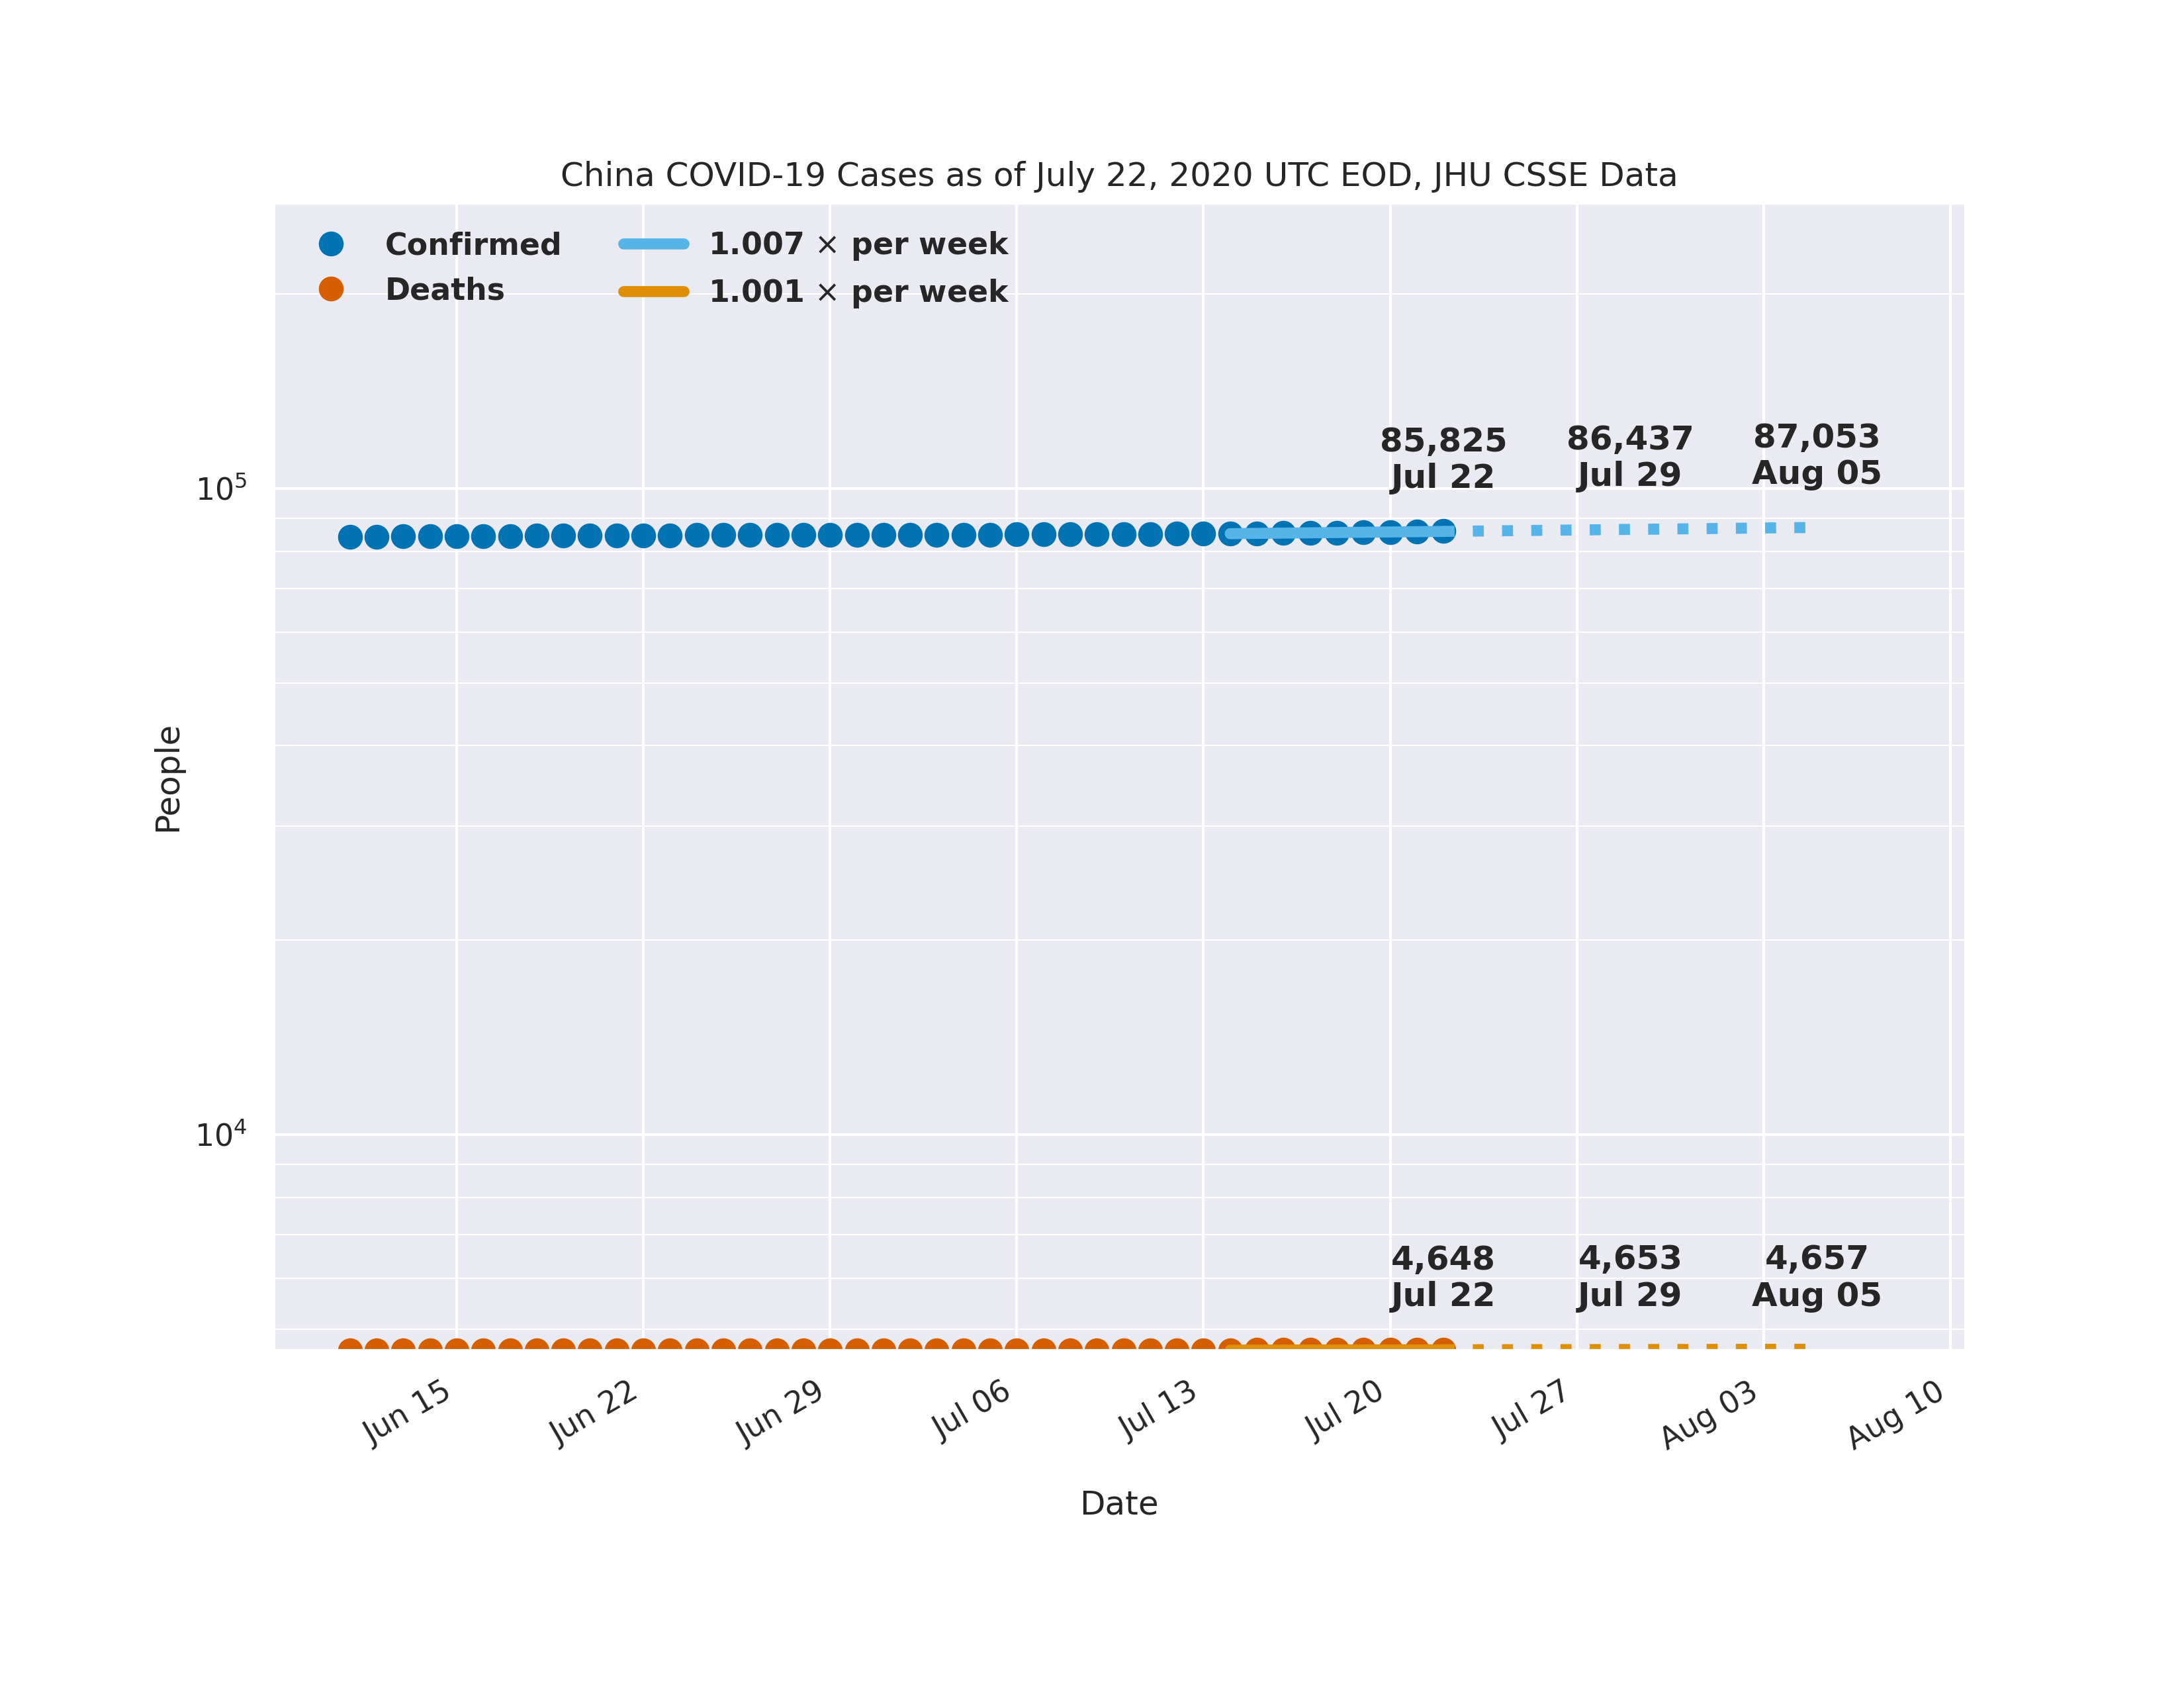 China COVID-19 Cases as of July 22, 2020 UTC EOD, JHU CSSE Data
Confirmed
Deaths
1.007 × per week
1.001 × per week
85,825
Jul 22
86,437
Jul 29
87,053
Aug 05
10⁵
People
10⁴
4,648
Jul 22
4,653
Jul 29
4,657
Aug 05
Jun 15
Jun 22
Jun 29
Jul 06
Jul 13
Jul 20
Jul 27
Aug 03
Aug 10
Date